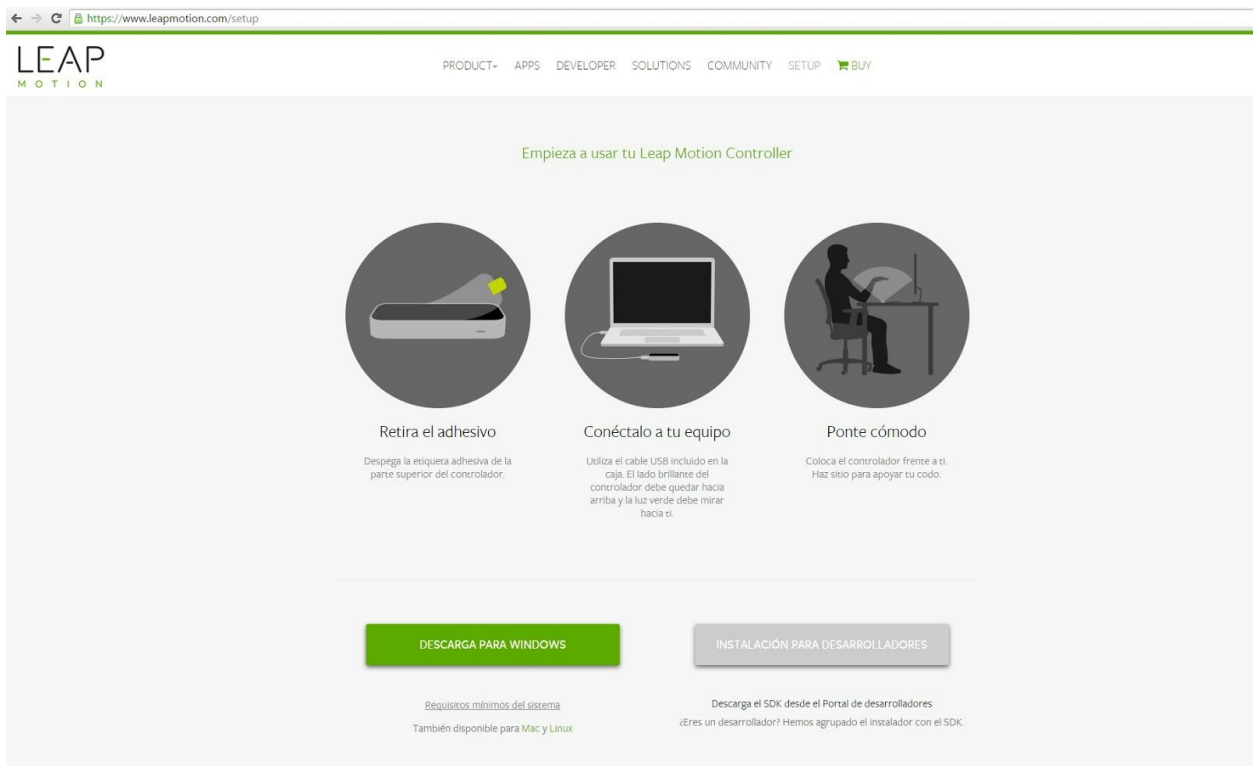 https://www.leapmotion.com/setup
LEAP
MOTION
PRODUCT APPS DEVELOPER SOLUTIONS COMMUNITY SETUP BUY
Empieza a usar tu Leap Motion Controller
Retira el adhesivo
Despega la etiqueta adhesiva de la
parte superior del controlador.
Conéctalo a tu equipo
Utiliza el cable USB incluido en la
caja. El lado brillante del
controlador debe quedar hacia
arriba y la luz verde debe mirar
hacia ti.
Ponte cómodo
Coloca el controlador frente a ti.
Haz sitio para apoyar tu codo.
DESCARGA PARA WINDOWS
Requisitos mínimos del sistema
También disponible para Mac y Linux
INSTALACIÓN PARA DESARROLLADORES
Descarga el SDK desde el Portal de desarrolladores
¿Eres un desarrollador? Hemos agrupado el instalador con el SDK.